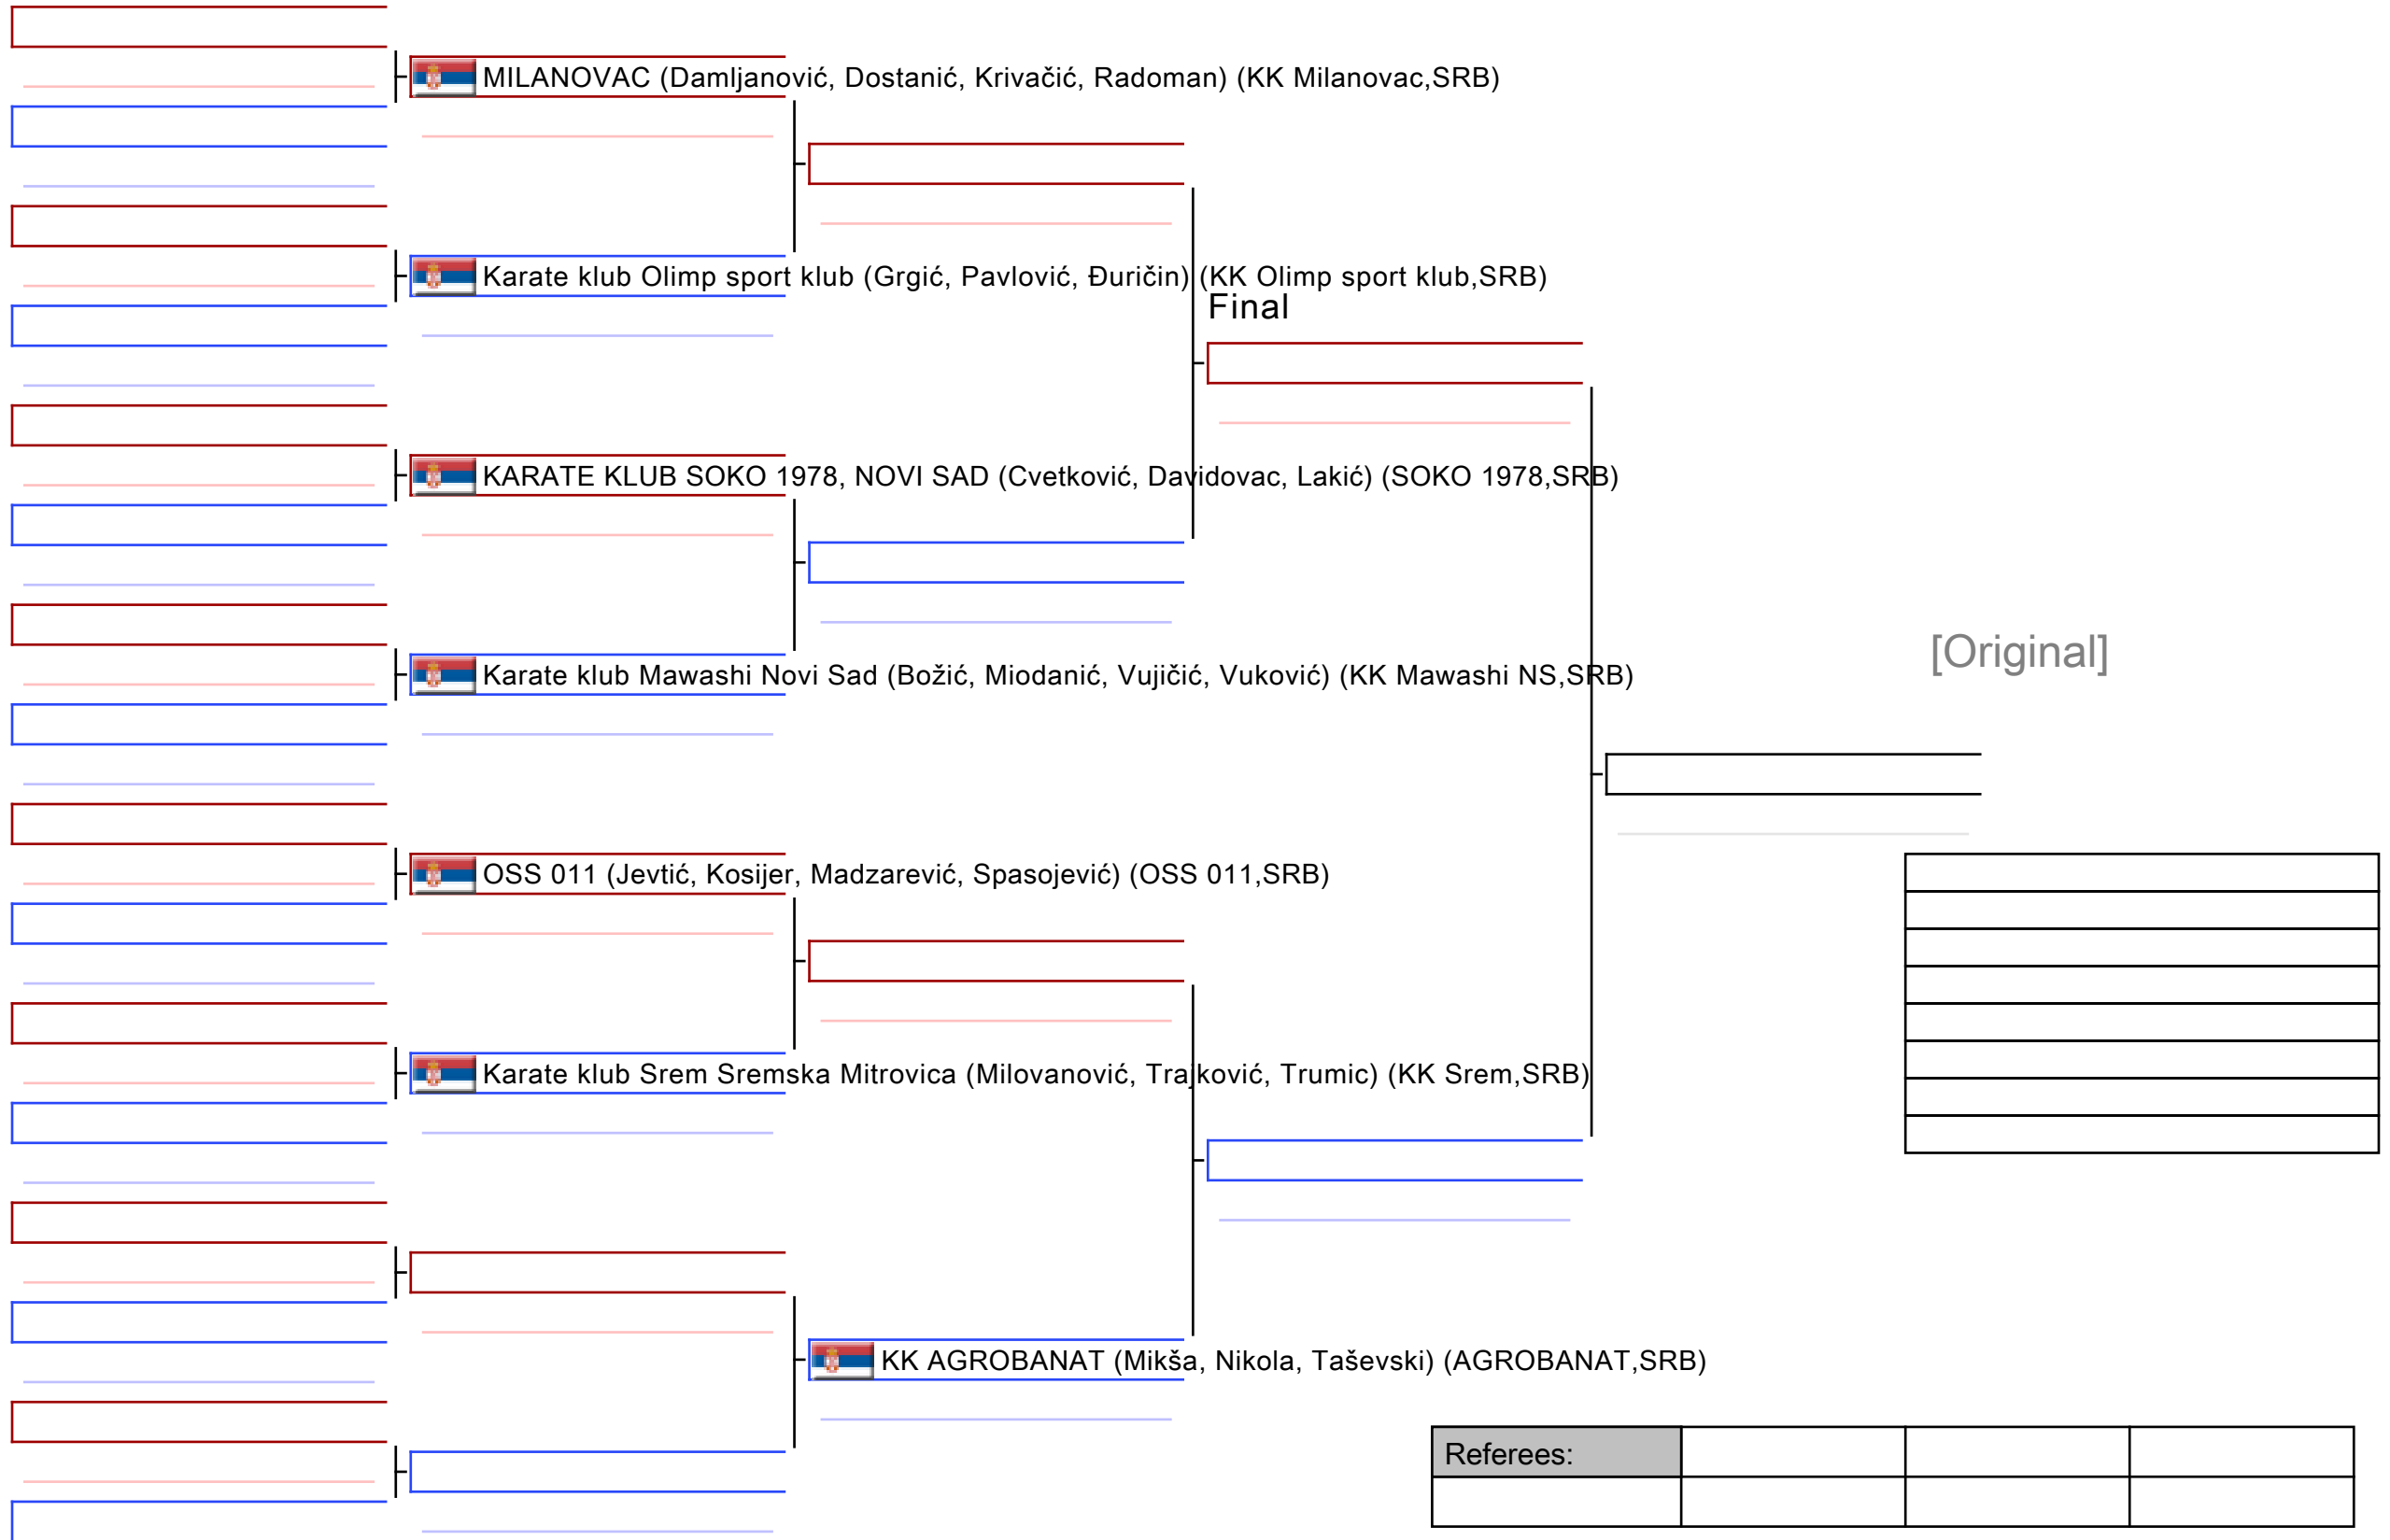 MILANOVAC (Damljanović, Dostanić, Krivačić, Radoman) (KK Milanovac,SRB)
Karate klub Olimp sport klub (Grgić, Pavlović, Đuričin) (KK Olimp sport klub,SRB)
Final
KARATE KLUB SOKO 1978, NOVI SAD (Cvetković, Davidovac, Lakić) (SOKO 1978,SRB)
[Original]
Karate klub Mawashi Novi Sad (Božić, Miodanić, Vujičić, Vuković) (KK Mawashi NS,SRB)
OSS 011 (Jevtić, Kosijer, Madzarević, Spasojević) (OSS 011,SRB)
Karate klub Srem Sremska Mitrovica (Milovanović, Trajković, Trumic) (KK Srem,SRB)
KK AGROBANAT (Mikša, Nikola, Taševski) (AGROBANAT,SRB)
Referees: